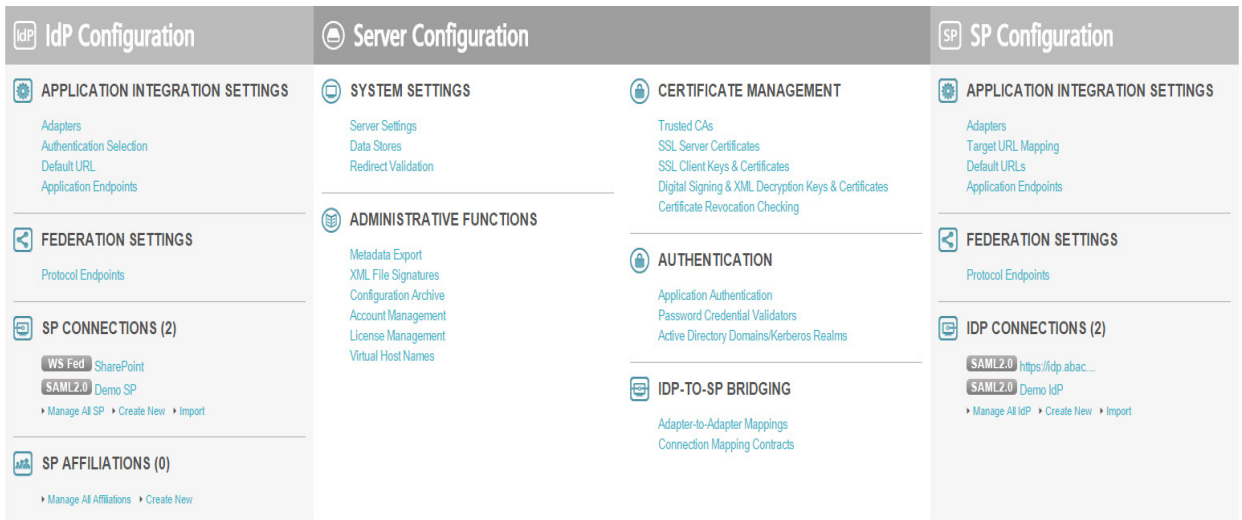 IdP IdP Configuration
APPLICATION INTEGRATION SETTINGS
Adapters
Authentication Selection
Default URL
Application Endpoints
FEDERATION SETTINGS
Protocol Endpoints
SP CONNECTIONS (2)
WS Fed SharePoint
SAML2.0 Demo SP
Manage All SP Create New Import
SP AFFILIATIONS (0)
Manage All Affiliations Create New
Server Configuration
SYSTEM SETTINGS
Server Settings
Data Stores
Redirect Validation
ADMINISTRATIVE FUNCTIONS
Metadata Export
XML File Signatures
Configuration Archive
Account Management
License Management
Virtual Host Names
CERTIFICATE MANAGEMENT
Trusted CAs
SSL Server Certificates
SSL Client Keys & Certificates
Digital Signing & XML Decryption Keys & Certificates
Certificate Revocation Checking
AUTHENTICATION
Application Authentication
Password Credential Validators
Active Directory Domains/Kerberos Realms
IDP-TO-SP BRIDGING
Adapter-to-Adapter Mappings
Connection Mapping Contracts
SP SP Configuration
APPLICATION INTEGRATION SETTINGS
Adapters
Target URL Mapping
Default URLs
Application Endpoints
FEDERATION SETTINGS
Protocol Endpoints
IDP CONNECTIONS (2)
SAML2.0 https://idp.abac....
SAML2.0 Demo IdP
Manage All IdP Create New Import